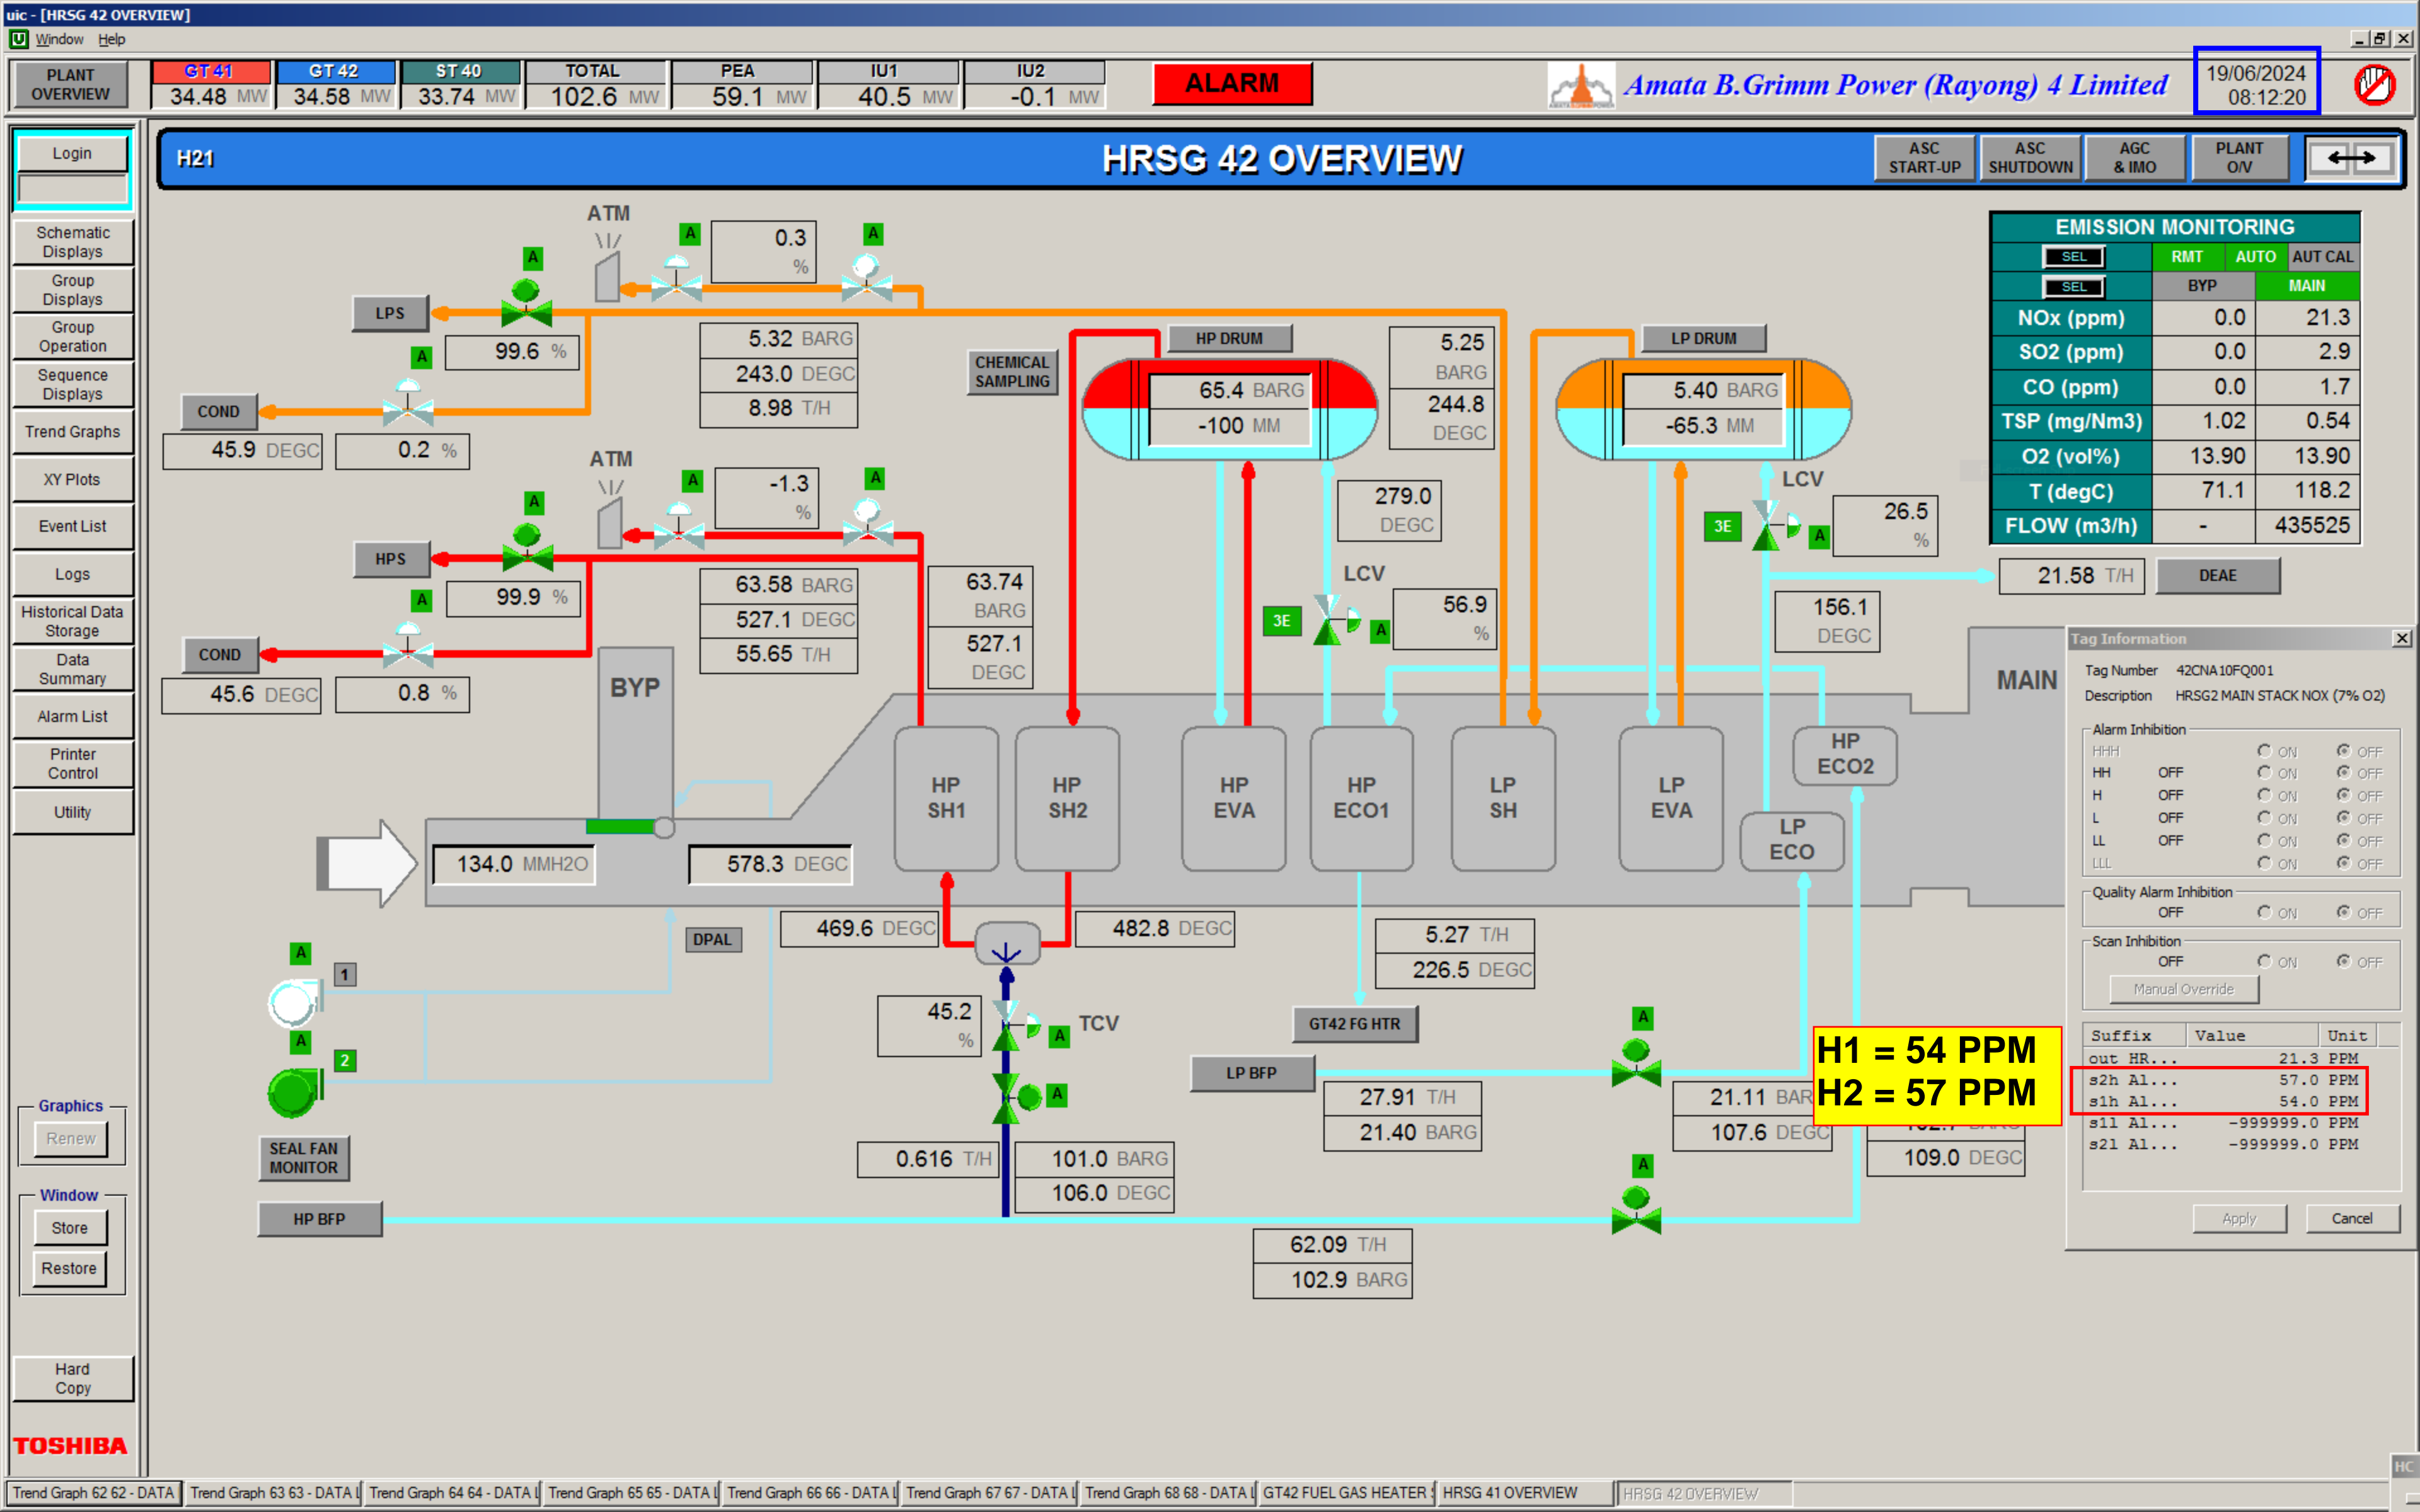 uic - [HRSG 42 OVERVIEW]
Window Help
PLANT OVERVIEW
GT 41 34.48 MW
GT 42 34.58 MW
ST 40 33.74 MW
TOTAL 102.6 MW
PEA 59.1 MW
IU1 40.5 MW
IU2 -0.1 MW
ALARM
Amata B.Grimm Power (Rayong) 4 Limited
19/06/2024
08:12:20
Login
Schematic Displays
Group Displays
Group Operation
Sequence Displays
Trend Graphs
XY Plots
Event List
Logs
Historical Data Storage
Data Summary
Alarm List
Printer Control
Utility
Graphics
Renew
Window
Store
Restore
Hard Copy
TOSHIBA
H21
HRSG 42 OVERVIEW
ASC START-UP
ASC SHUTDOWN
AGC & IMO
PLANT O/V
ATM
A
0.3 %
A
A
LPS
99.6 %
A
COND
45.9 DEGC
0.2 %
5.32 BARG
243.0 DEGC
8.98 T/H
CHEMICAL SAMPLING
HP DRUM
65.4 BARG
-100 MM
5.25 BARG
244.8 DEGC
LP DRUM
5.40 BARG
-65.3 MM
EMISSION MONITORING
SEL RMT AUTO AUT CAL
SEL BYP MAIN
NOx (ppm) 0.0 21.3
SO2 (ppm) 0.0 2.9
CO (ppm) 0.0 1.7
TSP (mg/Nm3) 1.02 0.54
O2 (vol%) 13.90 13.90
T (degC) 71.1 118.2
FLOW (m3/h) - 435525
ATM
A
-1.3 %
A
A
HPS
99.9 %
A
COND
45.6 DEGC
0.8 %
63.58 BARG
527.1 DEGC
55.65 T/H
63.74 BARG
527.1 DEGC
279.0 DEGC
LCV
3E
A
56.9 %
LCV
3E
A
26.5 %
21.58 T/H
DEAE
156.1 DEGC
BYP
MAIN
134.0 MMH2O
578.3 DEGC
HP SH1
HP SH2
HP EVA
HP ECO1
LP SH
LP EVA
HP ECO2
LP ECO
DPAL
469.6 DEGC
482.8 DEGC
5.27 T/H
226.5 DEGC
GT42 FG HTR
A
1
A
2
SEAL FAN MONITOR
45.2 %
TCV
A
A
0.616 T/H
101.0 BARG
106.0 DEGC
HP BFP
LP BFP
27.91 T/H
21.40 BARG
A
21.11 BAR
107.6 DEGC
109.0 DEGC
A
62.09 T/H
102.9 BARG
H1 = 54 PPM
H2 = 57 PPM
Tag Information
Tag Number 42CNA10FQ001
Description HRSG2 MAIN STACK NOX (7% O2)
Alarm Inhibition
HHH ON OFF
HH OFF ON OFF
H OFF ON OFF
L OFF ON OFF
LL OFF ON OFF
LLL ON OFF
Quality Alarm Inhibition
OFF ON OFF
Scan Inhibition
OFF ON OFF
Manual Override
Suffix Value Unit
out HR... 21.3 PPM
s2h Al... 57.0 PPM
s1h Al... 54.0 PPM
s1l Al... -999999.0 PPM
s2l Al... -999999.0 PPM
Apply Cancel
HC
Trend Graph 62 62 - DATA
Trend Graph 63 63 - DATA L
Trend Graph 64 64 - DATA L
Trend Graph 65 65 - DATA L
Trend Graph 66 66 - DATA L
Trend Graph 67 67 - DATA L
Trend Graph 68 68 - DATA L
GT42 FUEL GAS HEATER
HRSG 41 OVERVIEW
HRSG 42 OVERVIEW